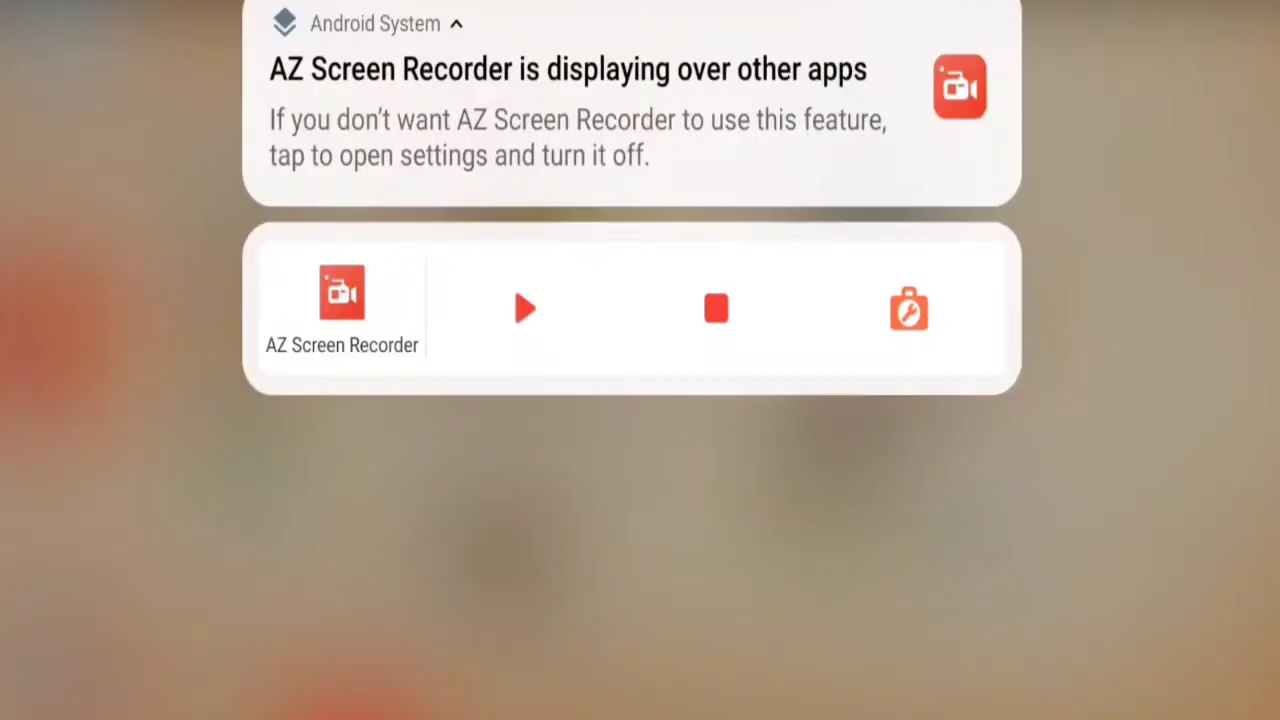 Android System
AZ Screen Recorder is displaying over other apps
If you don't want AZ Screen Recorder to use this feature,
tap to open settings and turn it off.
AZ Screen Recorder